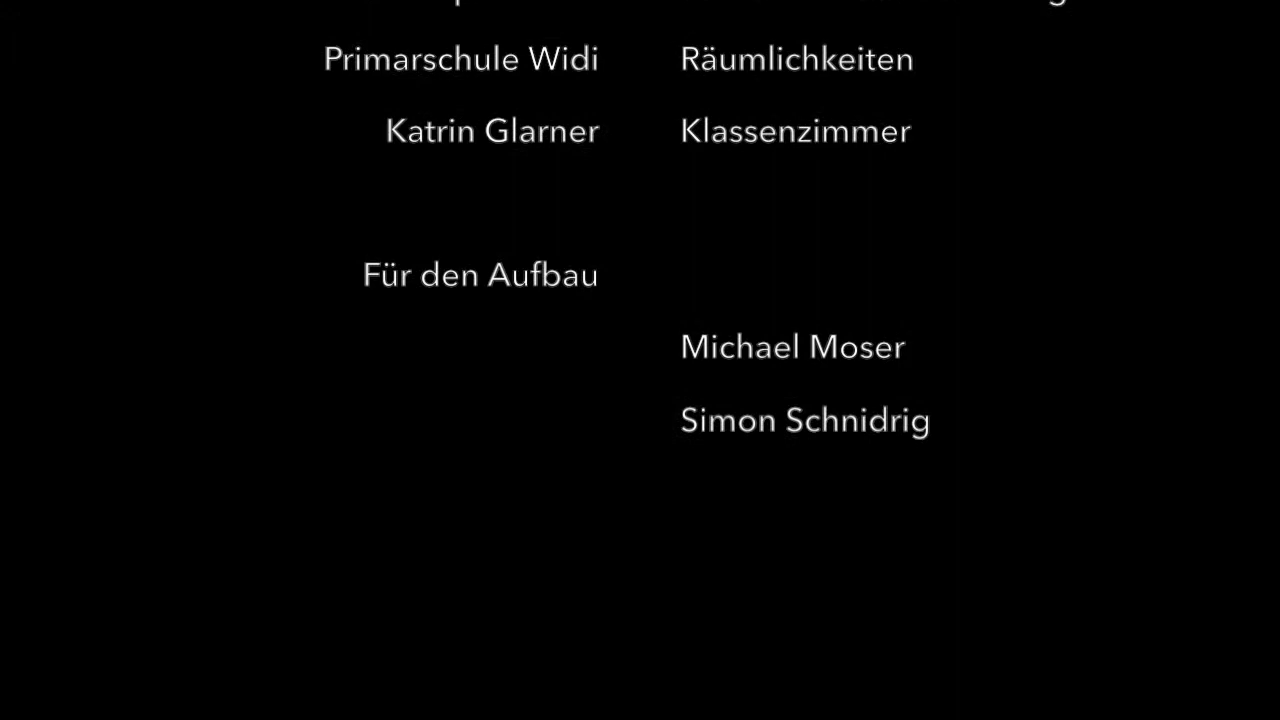 Primarschule Widi Räumlichkeiten
Katrin Glarner Klassenzimmer
Für den Aufbau
Michael Moser
Simon Schnidrig